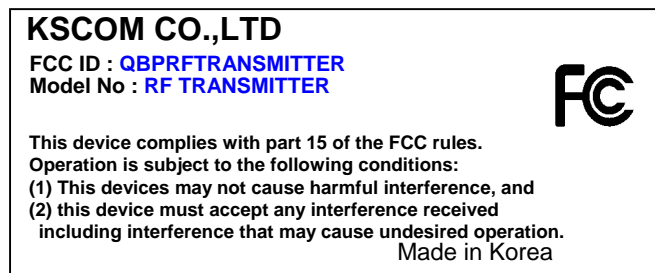 KSCOM CO.,LTD
FCC ID : QBPRFTRANSMITTER
Model No : RF TRANSMITTER
FC
This device complies with part 15 of the FCC rules.
Operation is subject to the following conditions:
(1) This devices may not cause harmful interference, and
(2) this device must accept any interference received
including interference that may cause undesired operation.
Made in Korea